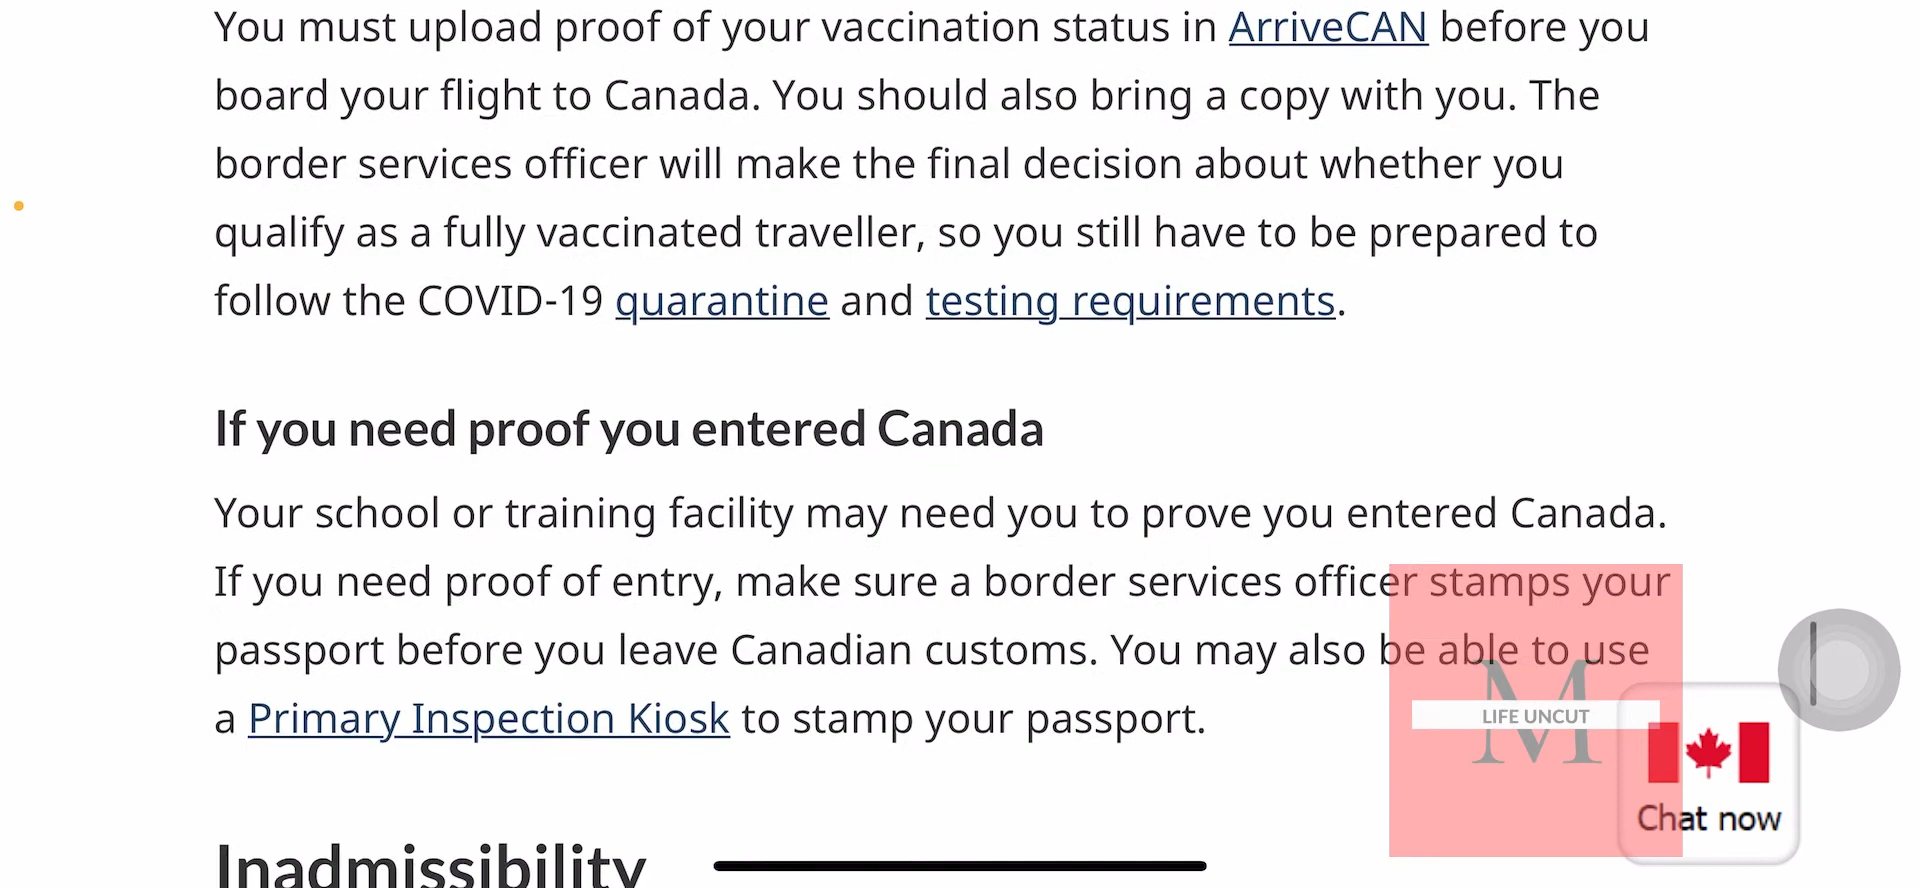 You must upload proof of your vaccination status in ArriveCAN before you
board your flight to Canada. You should also bring a copy with you. The
border services officer will make the final decision about whether you
qualify as a fully vaccinated traveller, so you still have to be prepared to
follow the COVID-19 quarantine and testing requirements.
If you need proof you entered Canada
Your school or training facility may need you to prove you entered Canada.
If you need proof of entry, make sure a border services officer stamps your
passport before you leave Canadian customs. You may also be able to use
a Primary Inspection Kiosk to stamp your passport.
M
LIFE UNCUT
Chat now
Inadmissibility